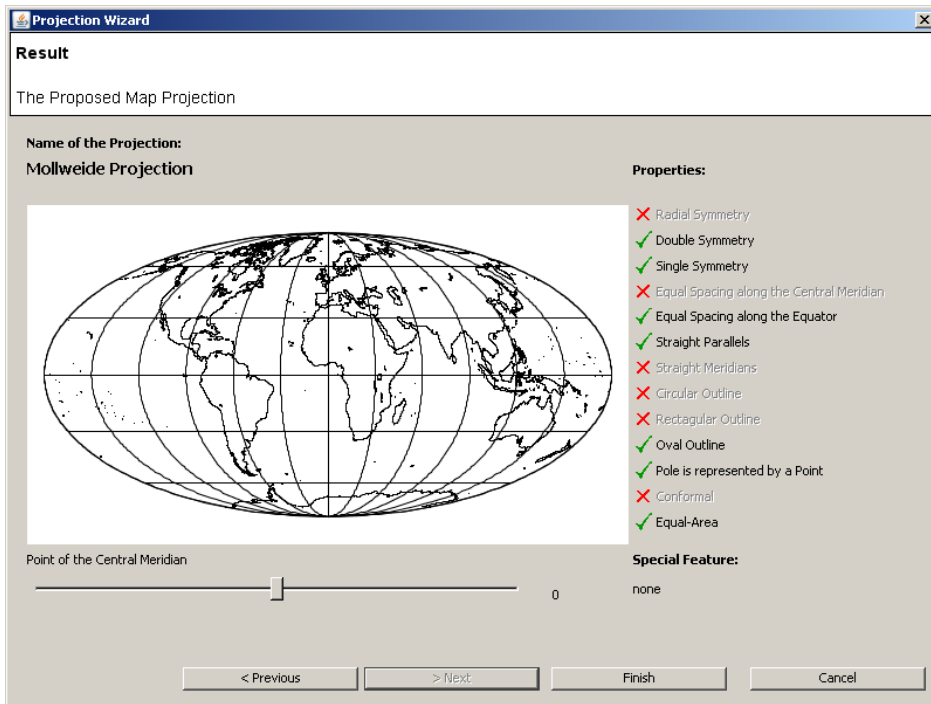 Projection Wizard
Result
The Proposed Map Projection
Name of the Projection:
Mollweide Projection
Properties:
Radial Symmetry
Double Symmetry
Single Symmetry
Equal Spacing along the Central Meridian
Equal Spacing along the Equator
Straight Parallels
Straight Meridians
Circular Outline
Rectagular Outline
Oval Outline
Pole is represented by a Point
Conformal
Equal-Area
Point of the Central Meridian
0
Special Feature:
none
< Previous
> Next
Finish
Cancel